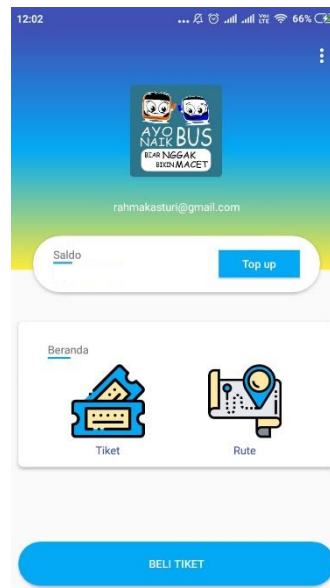 12:02
... VoLTE 66%
AYO
NAIK BUS
BIAR NGGAK
BIKIN MACET
rahmakasturi@gmail.com
Saldo
Top up
Beranda
Tiket
Rute
BELI TIKET